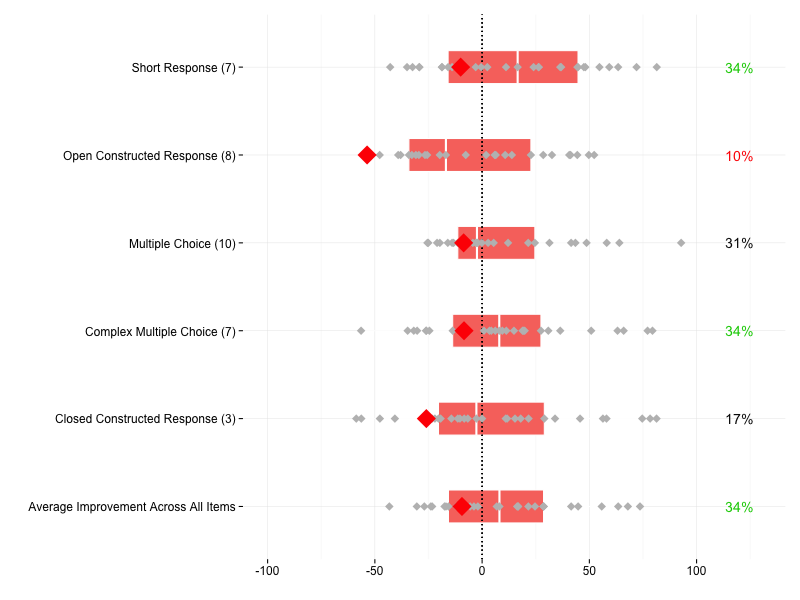 Short Response (7) 34%
Open Constructed Response (8) 10%
Multiple Choice (10) 31%
Complex Multiple Choice (7) 34%
Closed Constructed Response (3) 17%
Average Improvement Across All Items 34%
-100 -50 0 50 100